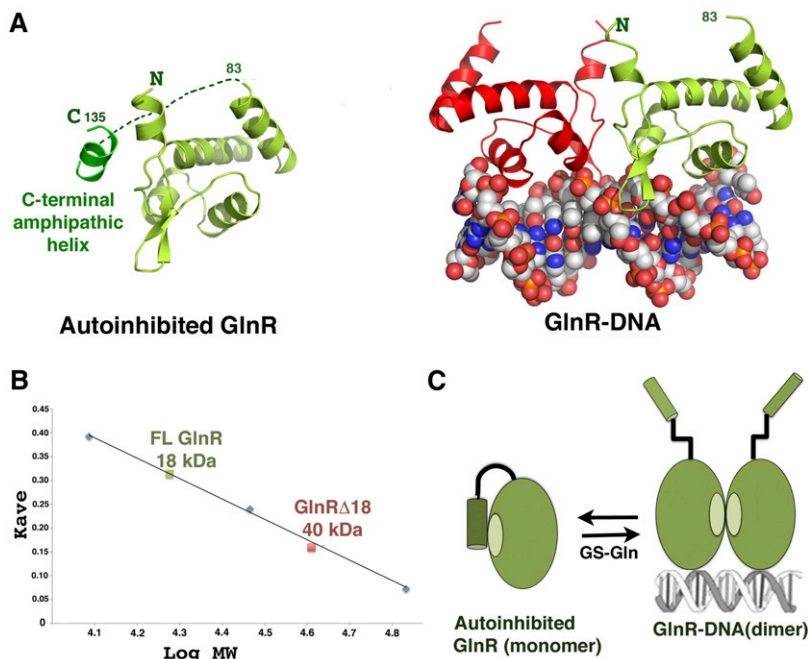 A
N
83
C 135
C-terminal
amphipathic
helix
Autoinhibited GlnR
N
83
GlnR-DNA
B
Kave
0.45
0.40
0.35
0.30
0.25
0.20
0.15
0.10
0.05
0
FL GlnR
18 kDa
GlnRΔ18
40 kDa
4.1 4.2 4.3 4.4 4.5 4.6 4.7 4.8
Log MW
C
GS-Gln
Autoinhibited
GlnR (monomer)
GlnR-DNA(dimer)